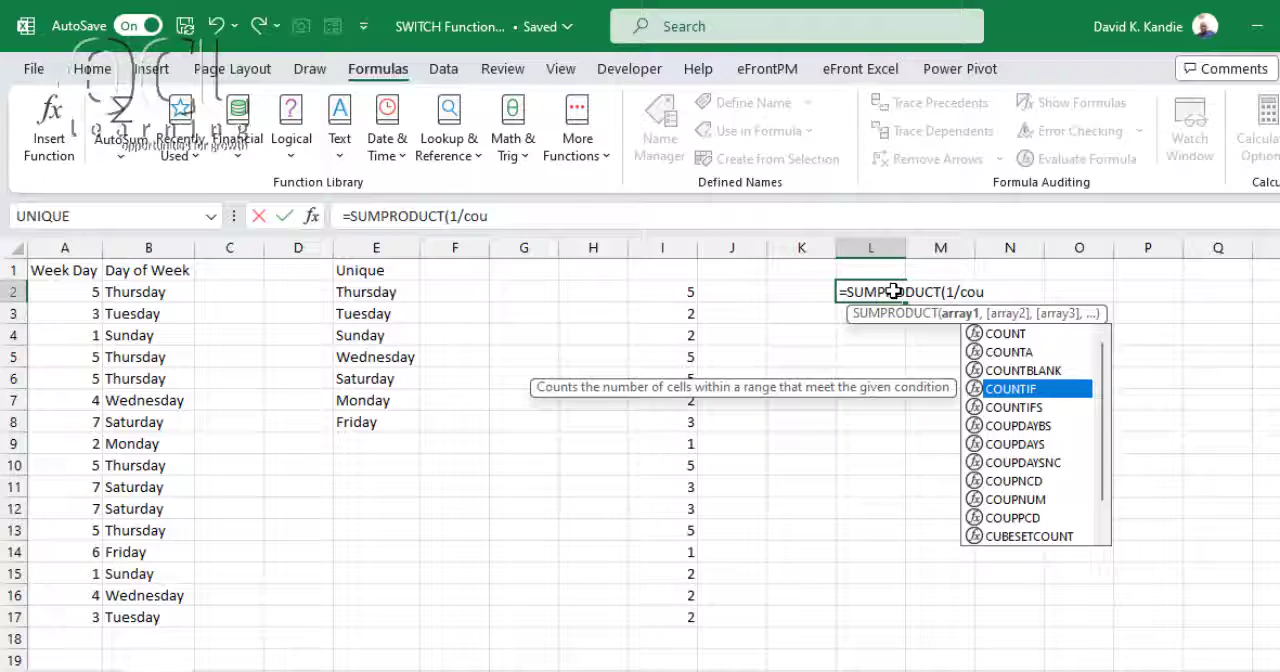 AutoSave On SWITCH Function... • Saved Search David K. Kandie
File Home Insert Page Layout Draw Formulas Data Review View Developer Help eFrontPM eFront Excel Power Pivot Comments
Insert Function
AutoSum
Recently Used
Financial
Logical
Text
Date & Time
Lookup & Reference
Math & Trig
More Functions
Function Library
Name Manager
Define Name
Use in Formula
Create from Selection
Defined Names
Trace Precedents
Trace Dependents
Remove Arrows
Show Formulas
Error Checking
Evaluate Formula
Formula Auditing
Watch Window
learning
opportunities for growth
UNIQUE fx =SUMPRODUCT(1/cou
A B C D E F G H I J K L M N O P Q
1 Week Day Day of Week Unique
2 5 Thursday Thursday 5 =SUMPRODUCT(1/cou
SUMPRODUCT(array1, [array2], [array3], ...)
3 3 Tuesday Tuesday 2
4 1 Sunday Sunday 2
5 5 Thursday Wednesday 5
6 5 Thursday Saturday
7 4 Wednesday Monday 2
8 7 Saturday Friday 3
9 2 Monday 1
10 5 Thursday 5
11 7 Saturday 3
12 7 Saturday 3
13 5 Thursday 5
14 6 Friday 1
15 1 Sunday 2
16 4 Wednesday 2
17 3 Tuesday 2
18
19
Counts the number of cells within a range that meet the given condition
COUNT
COUNTA
COUNTBLANK
COUNTIF
COUNTIFS
COUPDAYBS
COUPDAYS
COUPDAYSNC
COUPNCD
COUPNUM
COUPPCD
CUBESETCOUNT